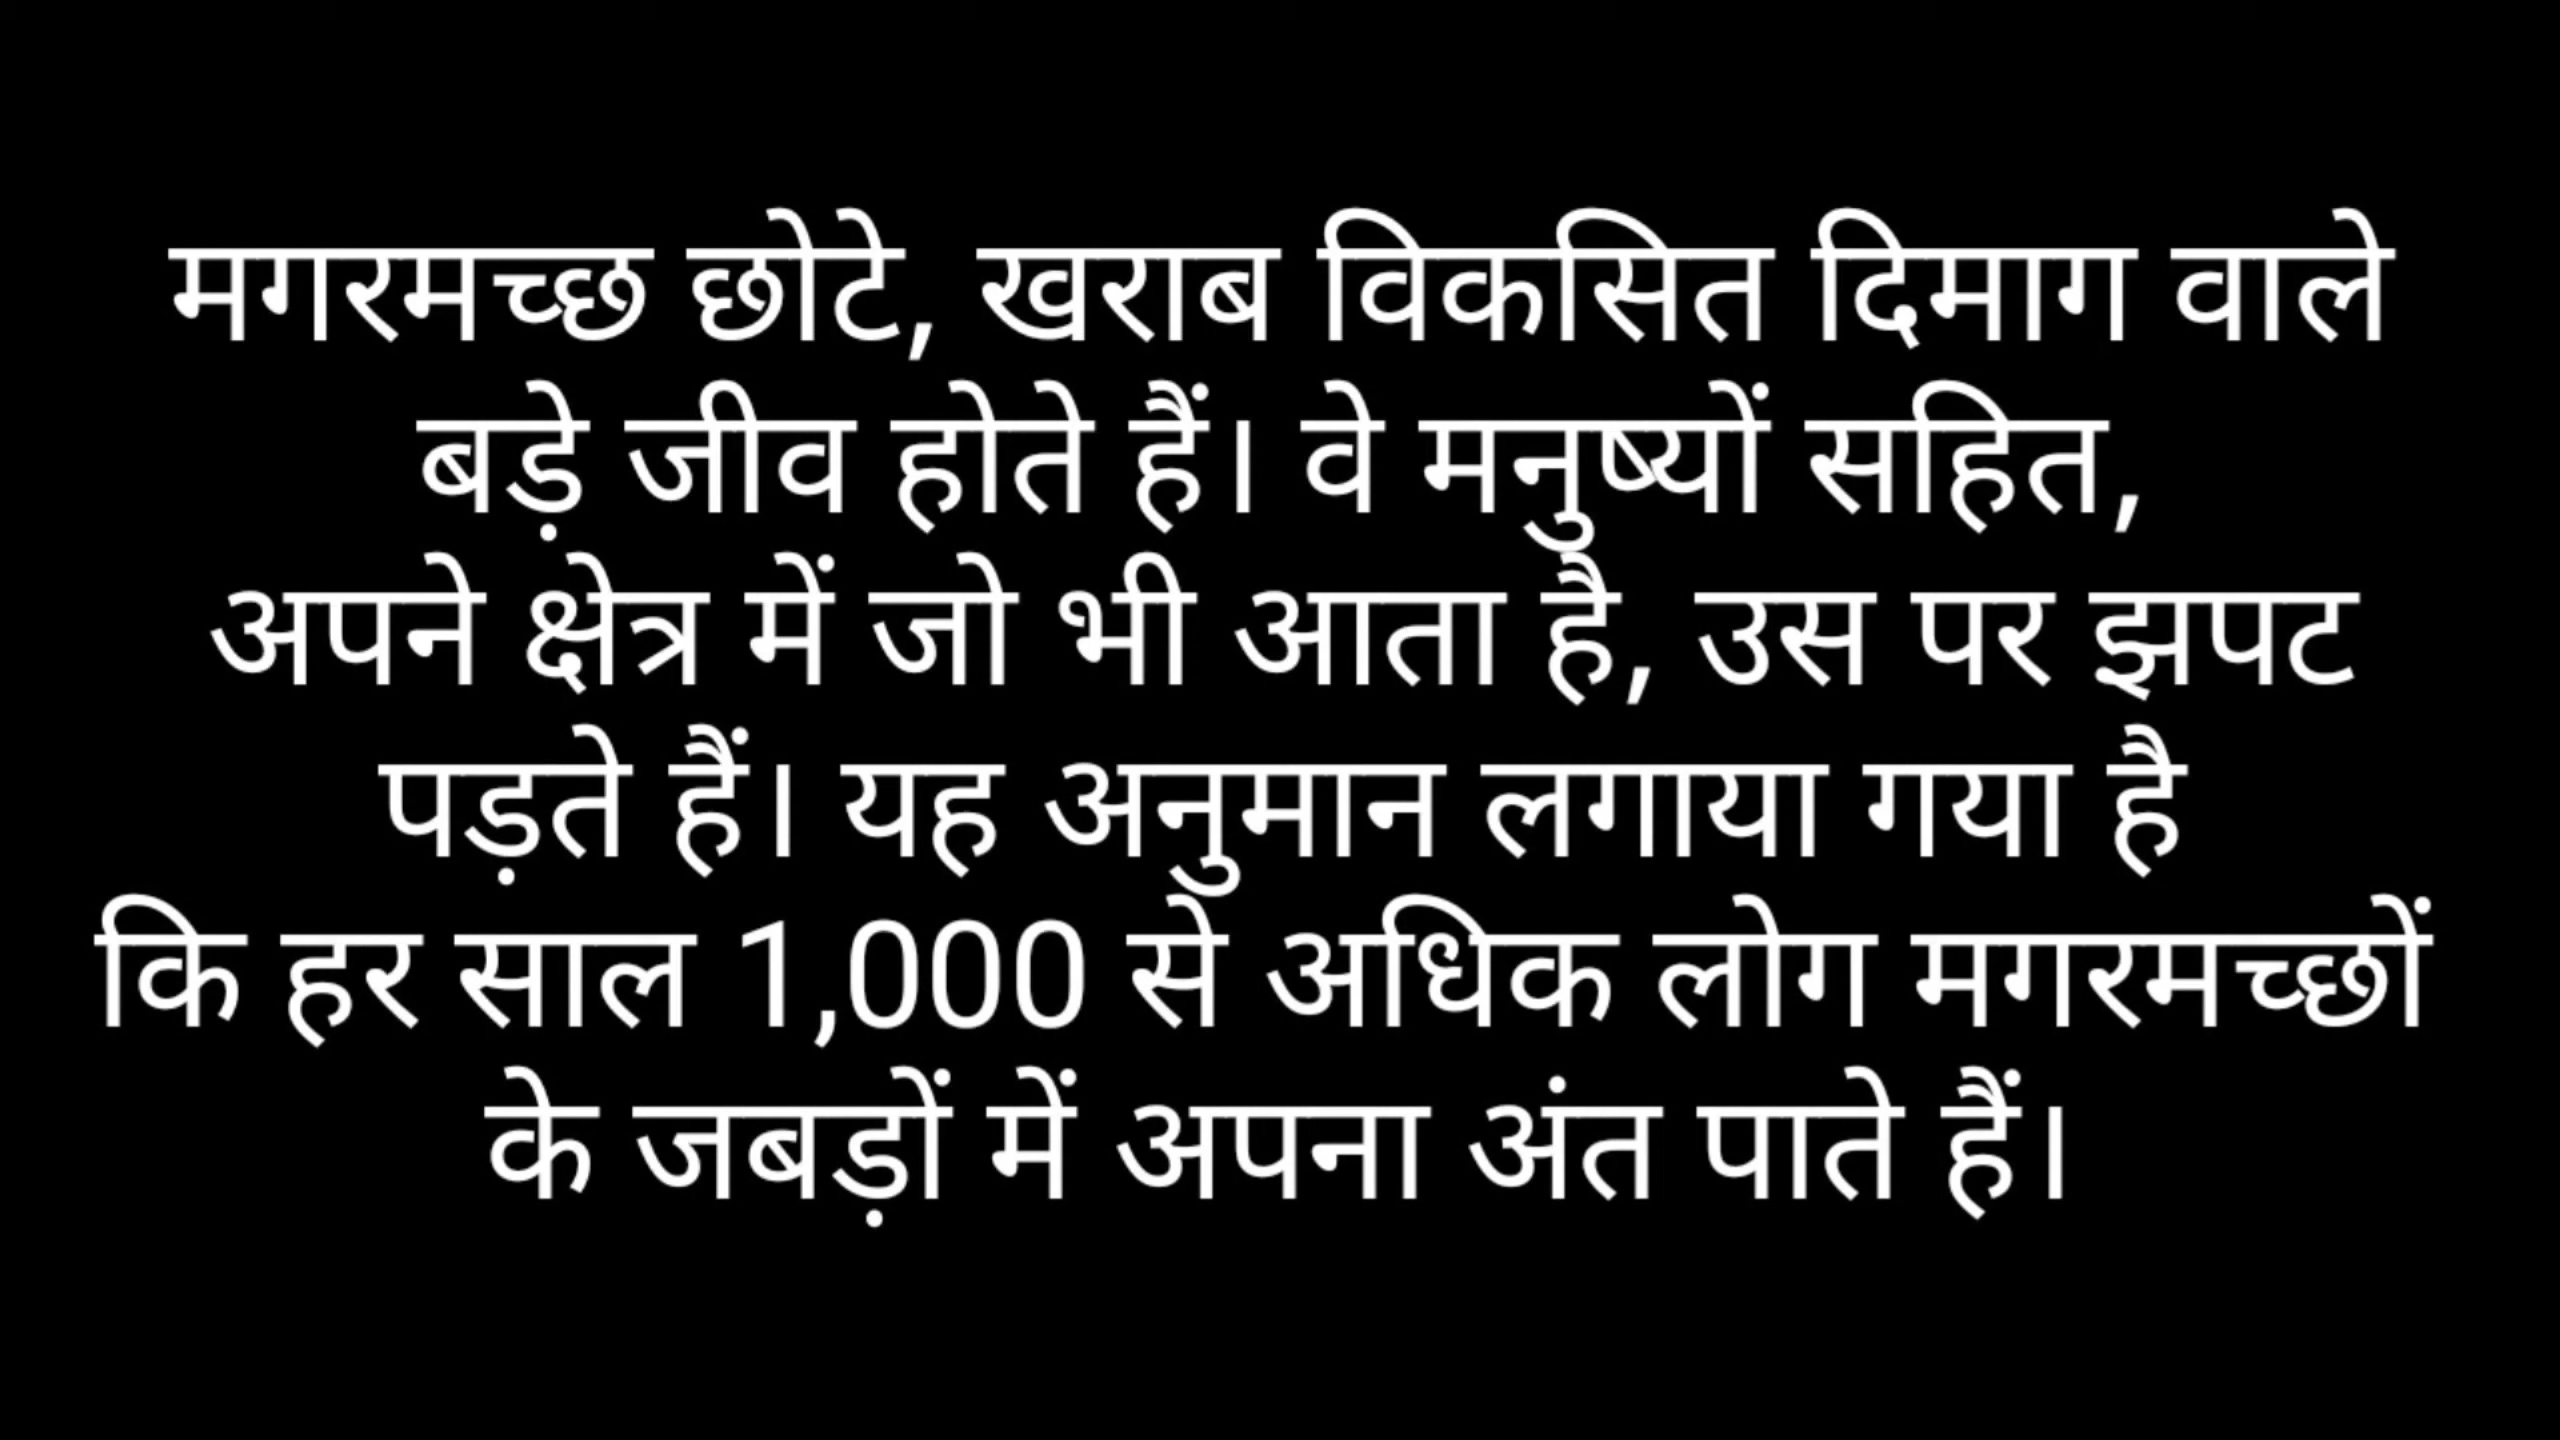 मगरमच्छ छोटे, खराब विकसित दिमाग वाले
बड़े जीव होते हैं। वे मनुष्यों सहित,
अपने क्षेत्र में जो भी आता है, उस पर झपट
पड़ते हैं। यह अनुमान लगाया गया है
कि हर साल 1,000 से अधिक लोग मगरमच्छों
के जबड़ों में अपना अंत पाते हैं।